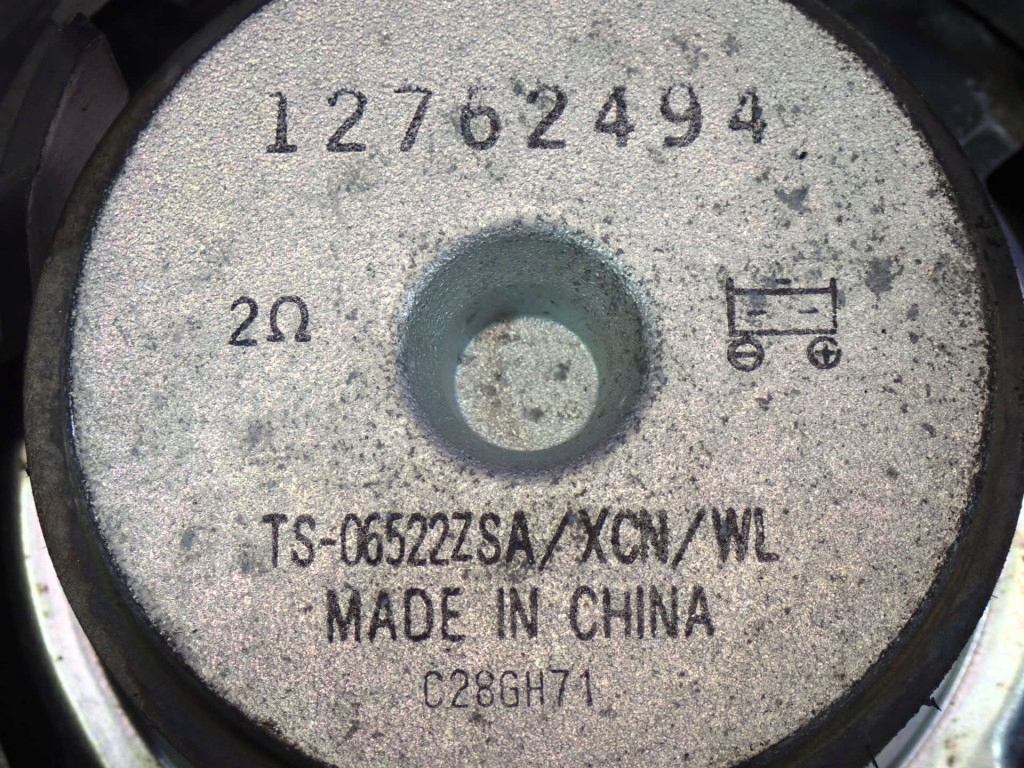 12762494
2Ω
⊖ ⊕
TS-06522ZSA/XCN/WL
MADE IN CHINA
C28GH71